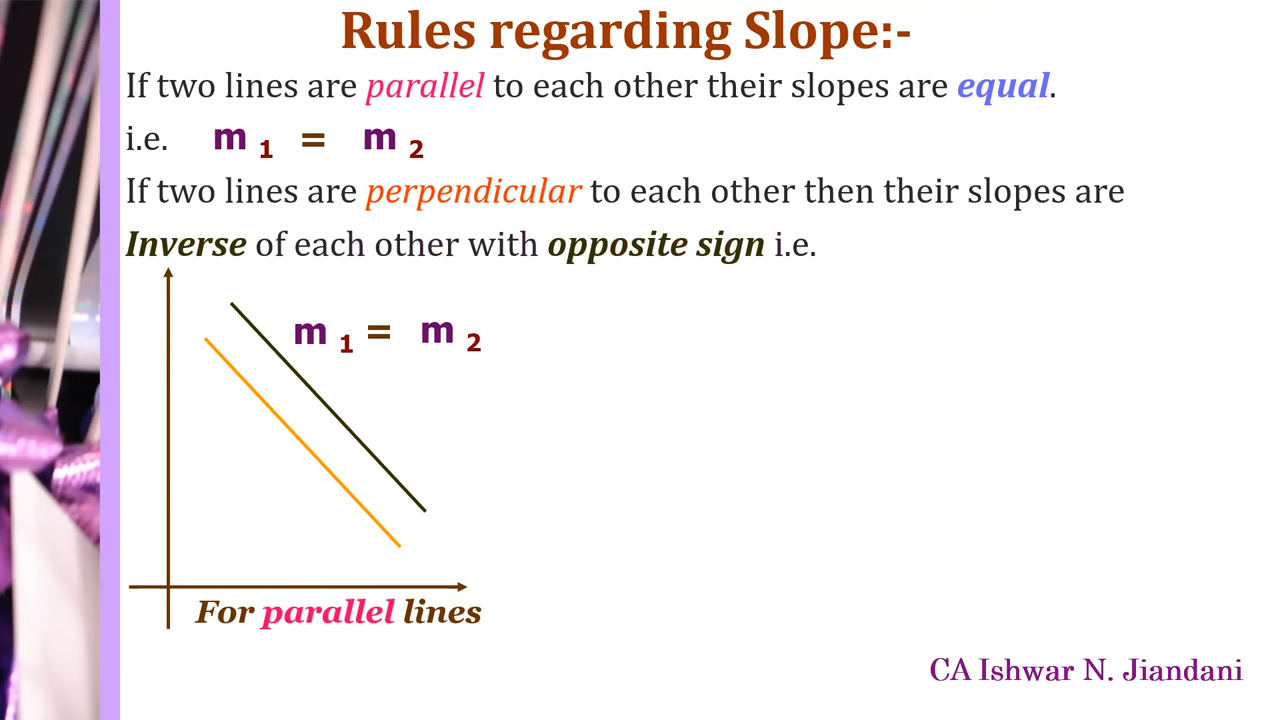 Rules regarding Slope:-
If two lines are parallel to each other their slopes are equal.
i.e. m 1 = m 2
If two lines are perpendicular to each other then their slopes are
Inverse of each other with opposite sign i.e.
m 1 = m 2
For parallel lines
CA Ishwar N. Jiandani